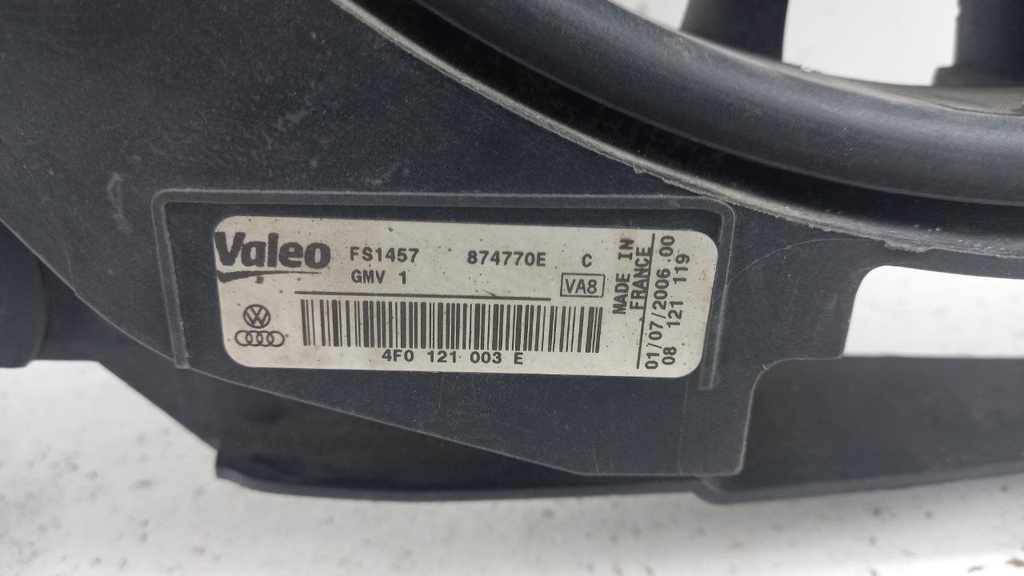 Valeo
FS1457 874770E C
GMV 1
VA8
4F0 121 003 E
MADE IN
FRANCE
01/07/2006 00
08 121 119